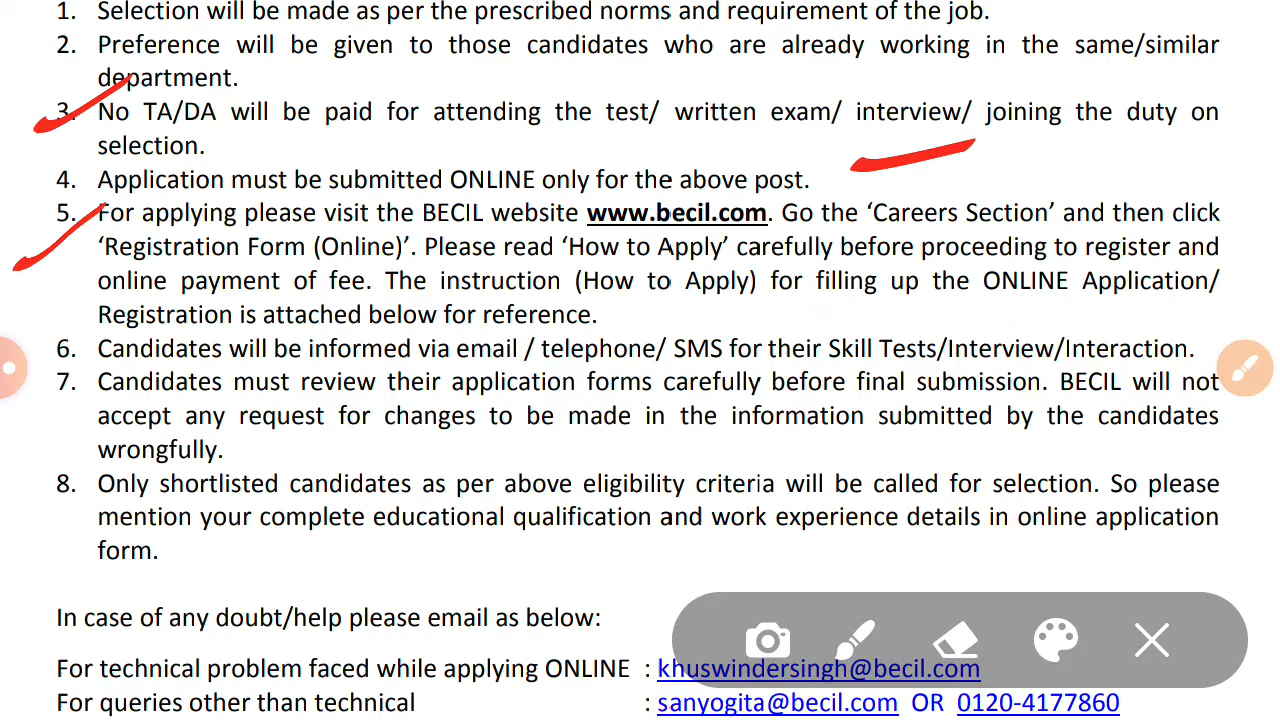 1. Selection will be made as per the prescribed norms and requirement of the job.
2. Preference will be given to those candidates who are already working in the same/similar
department.
3. No TA/DA will be paid for attending the test/ written exam/ interview/ joining the duty on
selection.
4. Application must be submitted ONLINE only for the above post.
5. For applying please visit the BECIL website www.becil.com. Go the ‘Careers Section’ and then click
‘Registration Form (Online)’. Please read ‘How to Apply’ carefully before proceeding to register and
online payment of fee. The instruction (How to Apply) for filling up the ONLINE Application/
Registration is attached below for reference.
6. Candidates will be informed via email / telephone/ SMS for their Skill Tests/Interview/Interaction.
7. Candidates must review their application forms carefully before final submission. BECIL will not
accept any request for changes to be made in the information submitted by the candidates
wrongfully.
8. Only shortlisted candidates as per above eligibility criteria will be called for selection. So please
mention your complete educational qualification and work experience details in online application
form.
In case of any doubt/help please email as below:
For technical problem faced while applying ONLINE : khuswindersingh@becil.com
For queries other than technical : sanyogita@becil.com OR 0120-4177860